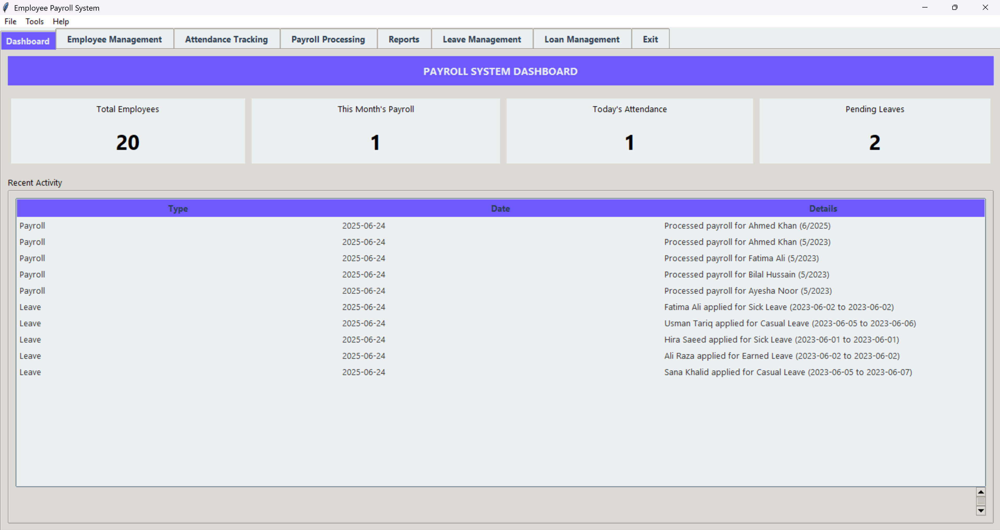 Employee Payroll System
File Tools Help
Dashboard Employee Management Attendance Tracking Payroll Processing Reports Leave Management Loan Management Exit
PAYROLL SYSTEM DASHBOARD
Total Employees This Month's Payroll Today's Attendance Pending Leaves
20 1 1 2
Recent Activity
Type Date Details
Payroll 2025-06-24 Processed payroll for Ahmed Khan (6/2025)
Payroll 2025-06-24 Processed payroll for Ahmed Khan (5/2023)
Payroll 2025-06-24 Processed payroll for Fatima Ali (5/2023)
Payroll 2025-06-24 Processed payroll for Bilal Hussain (5/2023)
Payroll 2025-06-24 Processed payroll for Ayesha Noor (5/2023)
Leave 2025-06-24 Fatima Ali applied for Sick Leave (2023-06-02 to 2023-06-02)
Leave 2025-06-24 Usman Tariq applied for Casual Leave (2023-06-05 to 2023-06-06)
Leave 2025-06-24 Hira Saeed applied for Sick Leave (2023-06-01 to 2023-06-01)
Leave 2025-06-24 Ali Raza applied for Earned Leave (2023-06-02 to 2023-06-02)
Leave 2025-06-24 Sana Khalid applied for Casual Leave (2023-06-05 to 2023-06-07)